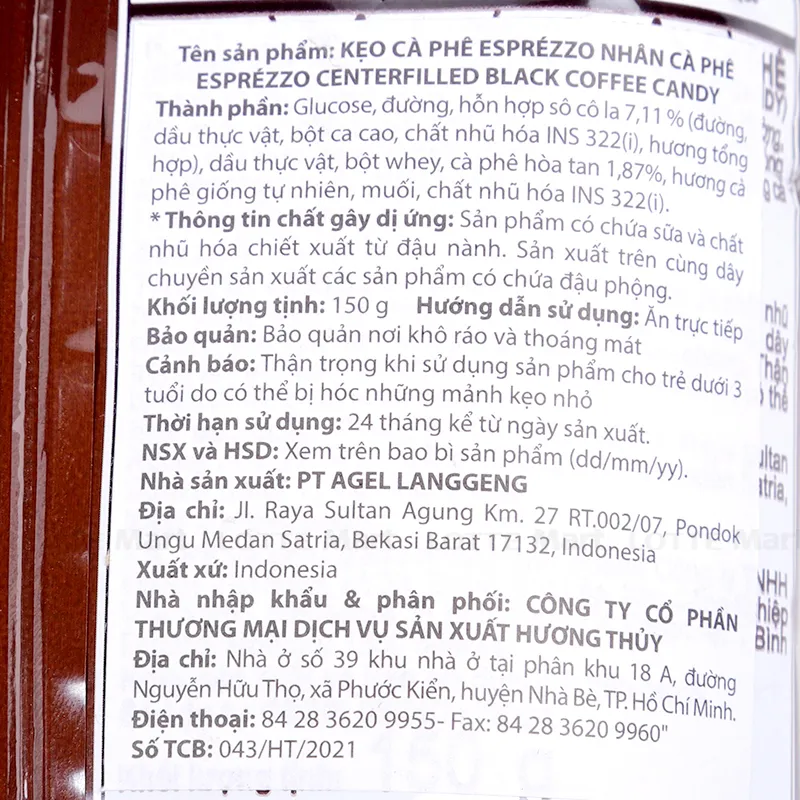 Tên sản phẩm: KẸO CÀ PHÊ ESPRÉZZO NHÂN CÀ PHÊ
ESPRÉZZO CENTERFILLED BLACK COFFEE CANDY
Thành phần: Glucose, đường, hỗn hợp sô cô la 7,11 % (đường,
dầu thực vật, bột ca cao, chất nhũ hóa INS 322(i), hương tổng
hợp), dầu thực vật, bột whey, cà phê hòa tan 1,87%, hương cà
phê giống tự nhiên, muối, chất nhũ hóa INS 322(i).
* Thông tin chất gây dị ứng: Sản phẩm có chứa sữa và chất
nhũ hóa chiết xuất từ đậu nành. Sản xuất trên cùng dây
chuyền sản xuất các sản phẩm có chứa đậu phộng.
Khối lượng tịnh: 150 g Hướng dẫn sử dụng: Ăn trực tiếp
Bảo quản: Bảo quản nơi khô ráo và thoáng mát
Cảnh báo: Thận trọng khi sử dụng sản phẩm cho trẻ dưới 3
tuổi do có thể bị hóc những mảnh kẹo nhỏ
Thời hạn sử dụng: 24 tháng kể từ ngày sản xuất.
NSX và HSD: Xem trên bao bì sản phẩm (dd/mm/yy).
Nhà sản xuất: PT AGEL LANGGENG
Địa chỉ: Jl. Raya Sultan Agung Km. 27 RT.002/07, Pondok
Ungu Medan Satria, Bekasi Barat 17132, Indonesia
Xuất xứ: Indonesia
Nhà nhập khẩu & phân phối: CÔNG TY CỔ PHẦN
THƯƠNG MẠI DỊCH VỤ SẢN XUẤT HƯƠNG THỦY
Địa chỉ: Nhà ở số 39 khu nhà ở tại phân khu 18 A, đường
Nguyễn Hữu Thọ, xã Phước Kiển, huyện Nhà Bè, TP. Hồ Chí Minh.
Điện thoại: 84 28 3620 9955- Fax: 84 28 3620 9960"
Số TCB: 043/HT/2021